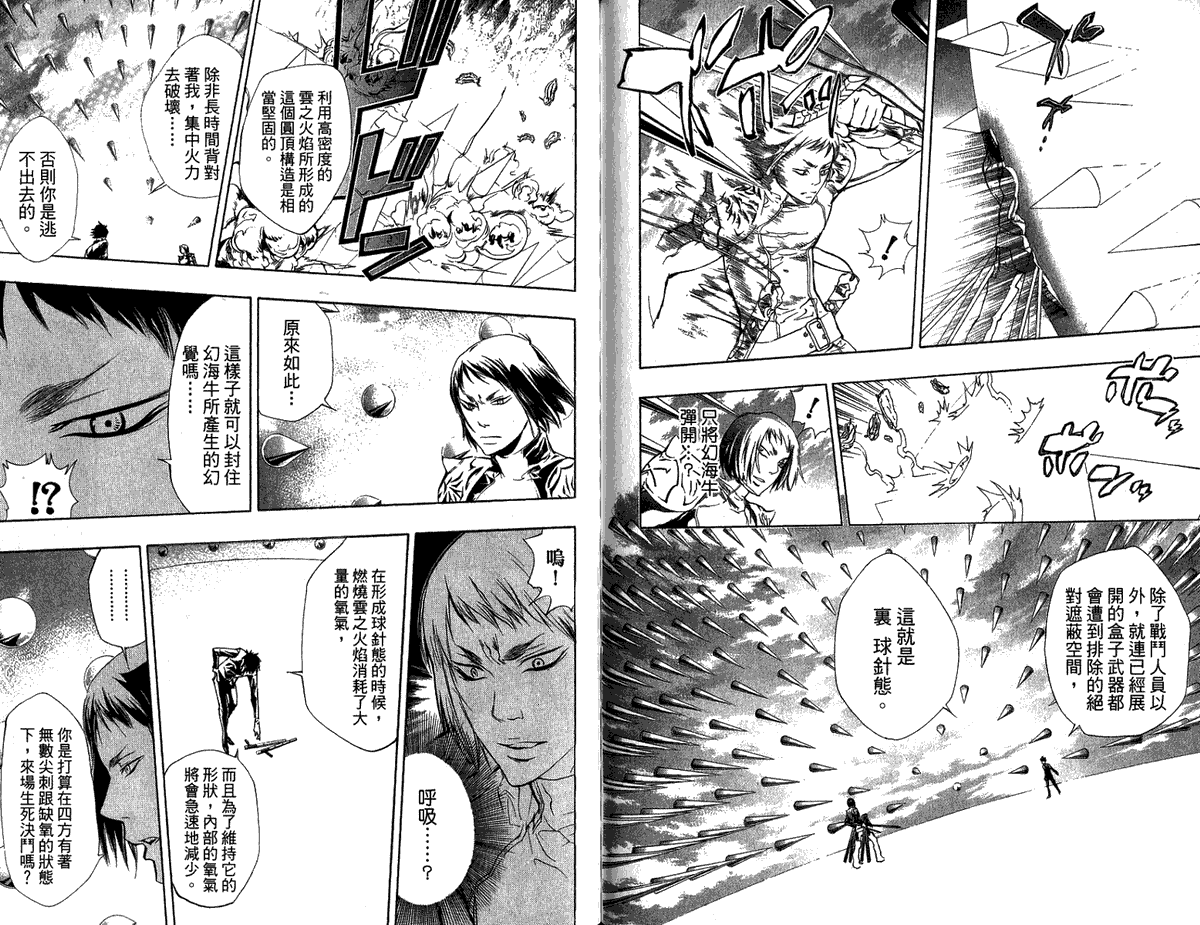 ボボン
!
ボッ
ボン
!
只將幻海牛
彈開…？
除了戰鬥人員以
外，就連已經展
開的盒子武器都
會遭到排除的絕
對遮蔽空間，
這就是
裏 球針態。
利用高密度的
雲之火焰所形成的
這個圓頂構造是相
當堅固的。
除非長時間背對
著我，集中火力
去破壞……
否則你是逃
不出去的。
原來如此…
這樣子就可以封住
幻海牛所產生的幻
覺嗎……
!?
嗚！
呼吸……？
在形成球針態的時候，
燃燒雲之火焰消耗了大
量的氧氣，
而且為了維持它的
形狀，內部的氧氣
將會急速地減少。
…………
你是打算在四方有著
無數尖刺跟缺氧的狀態
下，來場生死決鬥嗎？